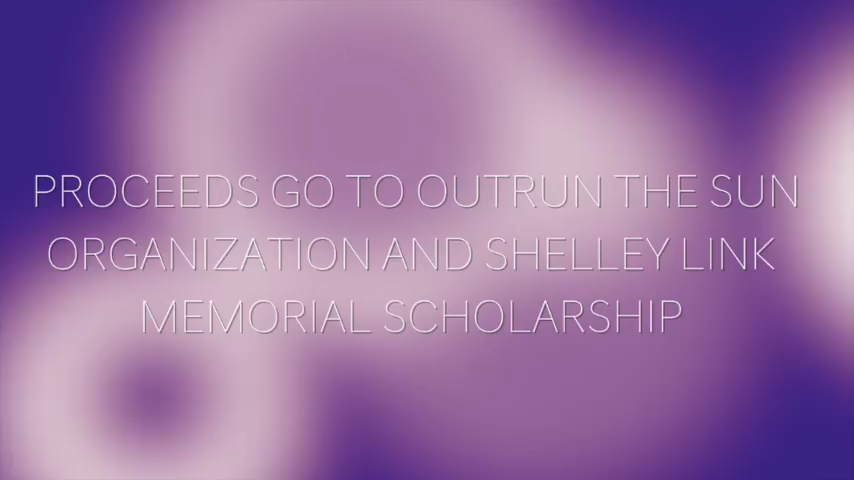 PROCEEDS GO TO OUTRUN THE SUN
ORGANIZATION AND SHELLEY LINK
MEMORIAL SCHOLARSHIP